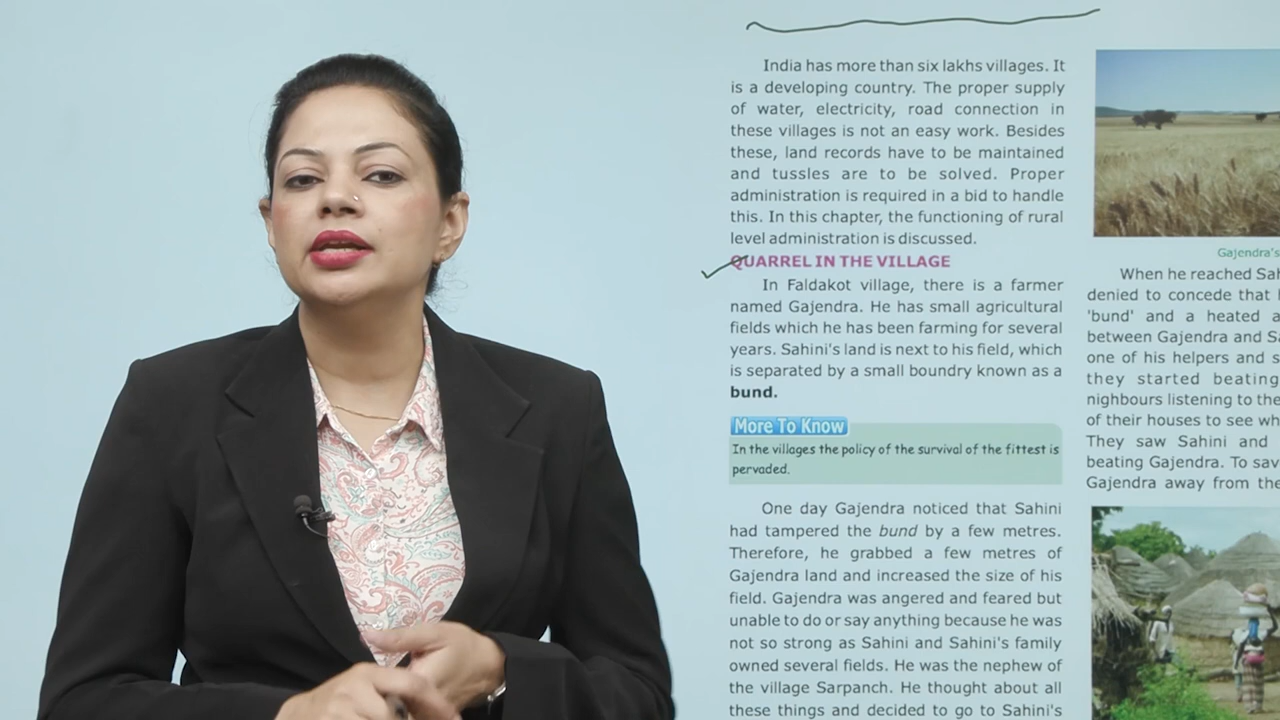 India has more than six lakhs villages. It
is a developing country. The proper supply
of water, electricity, road connection in
these villages is not an easy work. Besides
these, land records have to be maintained
and tussles are to be solved. Proper
administration is required in a bid to handle
this. In this chapter, the functioning of rural
level administration is discussed.
QUARREL IN THE VILLAGE
In Faldakot village, there is a farmer
named Gajendra. He has small agricultural
fields which he has been farming for several
years. Sahini's land is next to his field, which
is separated by a small boundry known as a
bund.
More To Know
In the villages the policy of the survival of the fittest is
pervaded.
One day Gajendra noticed that Sahini
had tampered the bund by a few metres.
Therefore, he grabbed a few metres of
Gajendra land and increased the size of his
field. Gajendra was angered and feared but
unable to do or say anything because he was
not so strong as Sahini and Sahini's family
owned several fields. He was the nephew of
the village Sarpanch. He thought about all
these things and decided to go to Sahini's
Gajendra's
When he reached
denied to concede that
'bund' and a heated
between Gajendra and
one of his helpers and
they started beating
neighbours listening to the
of their houses to see
They saw Sahini and
beating Gajendra. To
Gajendra away from the